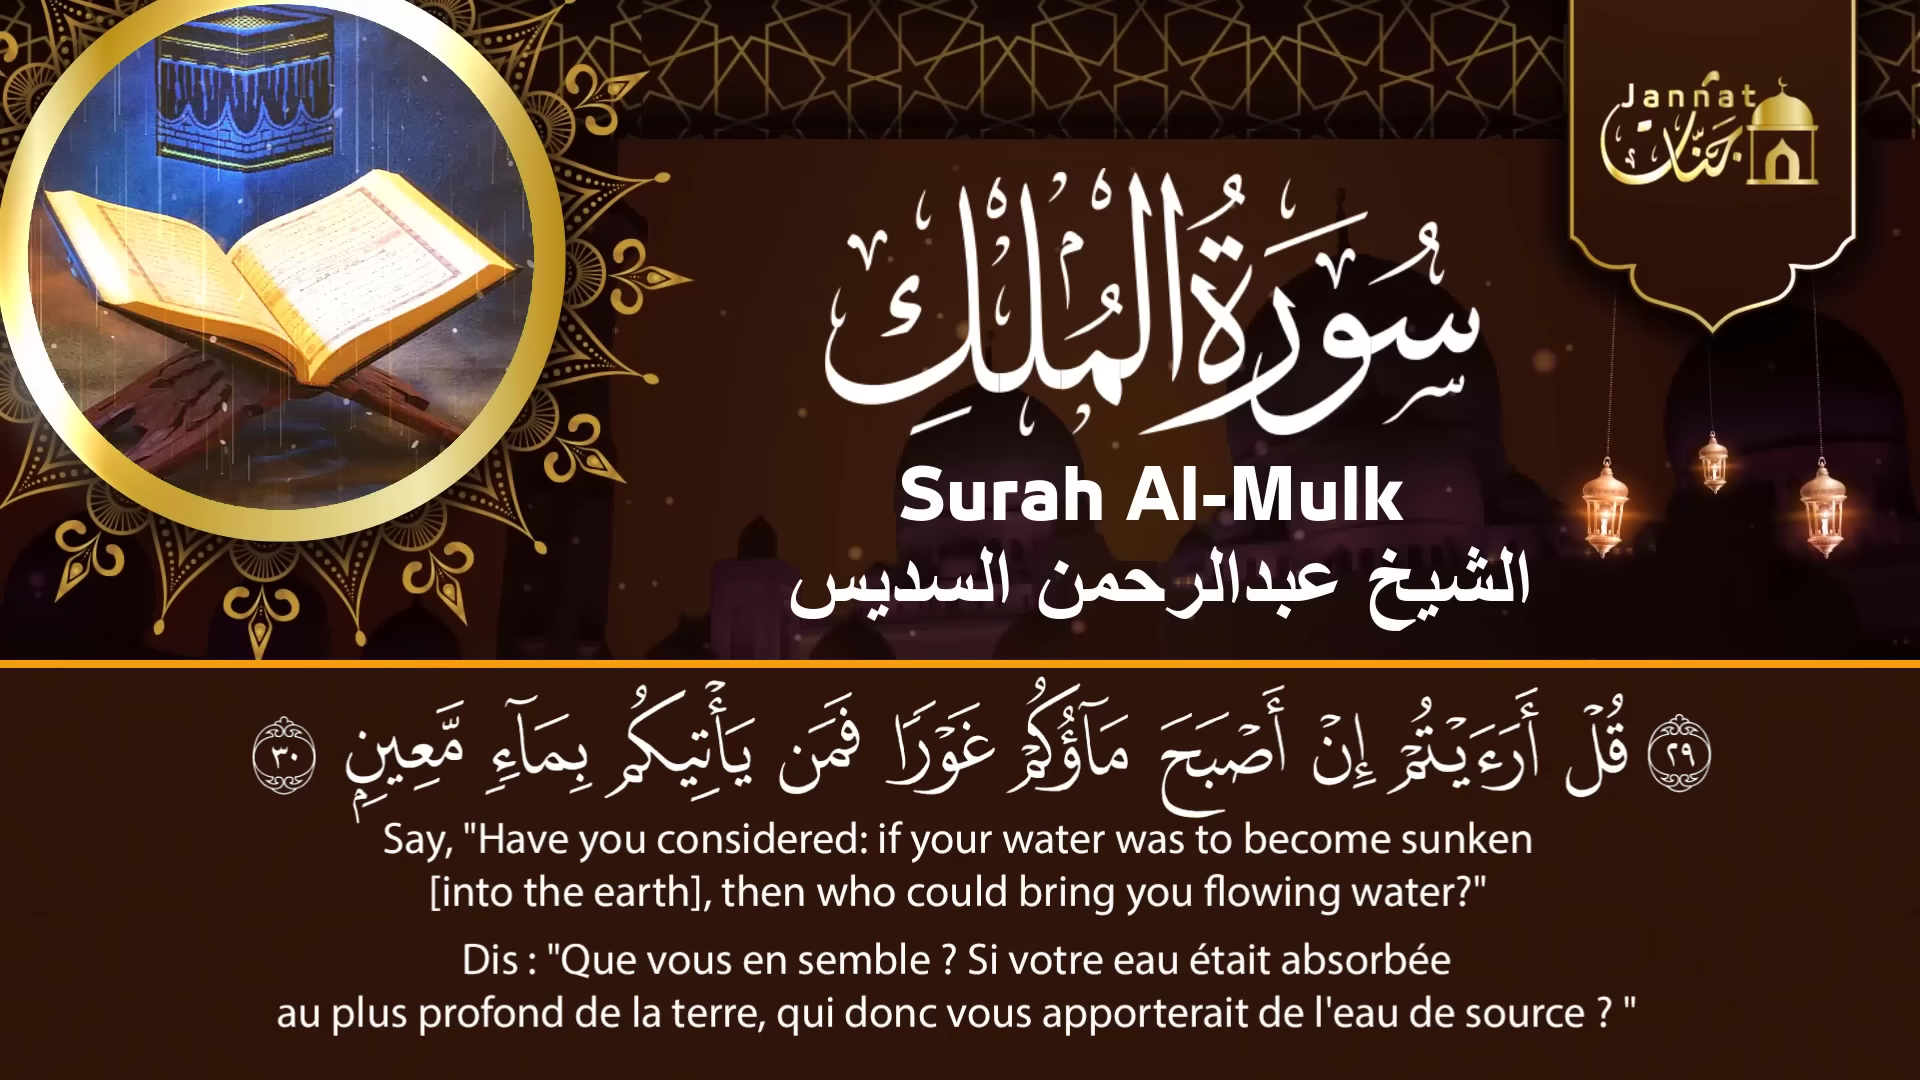 Jannat
جنات
سُورَةُ المُلْكِ
Surah Al-Mulk
الشيخ عبدالرحمن السديس
٢٩ قُلْ أَرَءَيْتُمْ إِنْ أَصْبَحَ مَآؤُكُمْ غَوْرًا فَمَن يَأْتِيكُم بِمَآءٍ مَّعِينٍ ٣٠
Say, "Have you considered: if your water was to become sunken
[into the earth], then who could bring you flowing water?"
Dis : "Que vous en semble ? Si votre eau était absorbée
au plus profond de la terre, qui donc vous apporterait de l'eau de source ? "